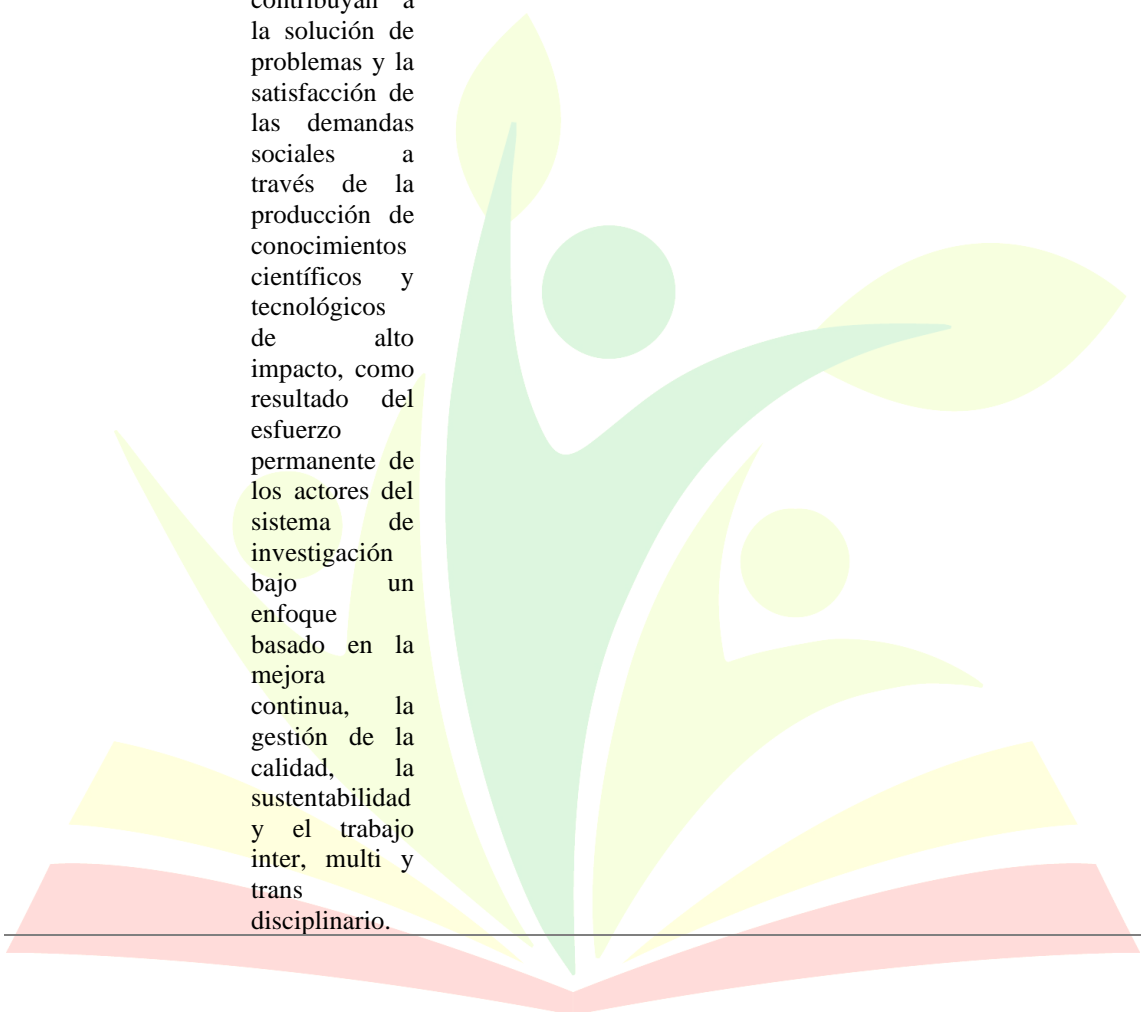 contribuyan a
la solución de
problemas y la
satisfacción de
las demandas
sociales a
través de la
producción de
conocimientos
científicos y
tecnológicos
de alto
impacto, como
resultado del
esfuerzo
permanente de
los actores del
sistema de
investigación
bajo un
enfoque
basado en la
mejora
continua, la
gestión de la
calidad, la
sustentabilidad
y el trabajo
inter, multi y
trans
disciplinario.